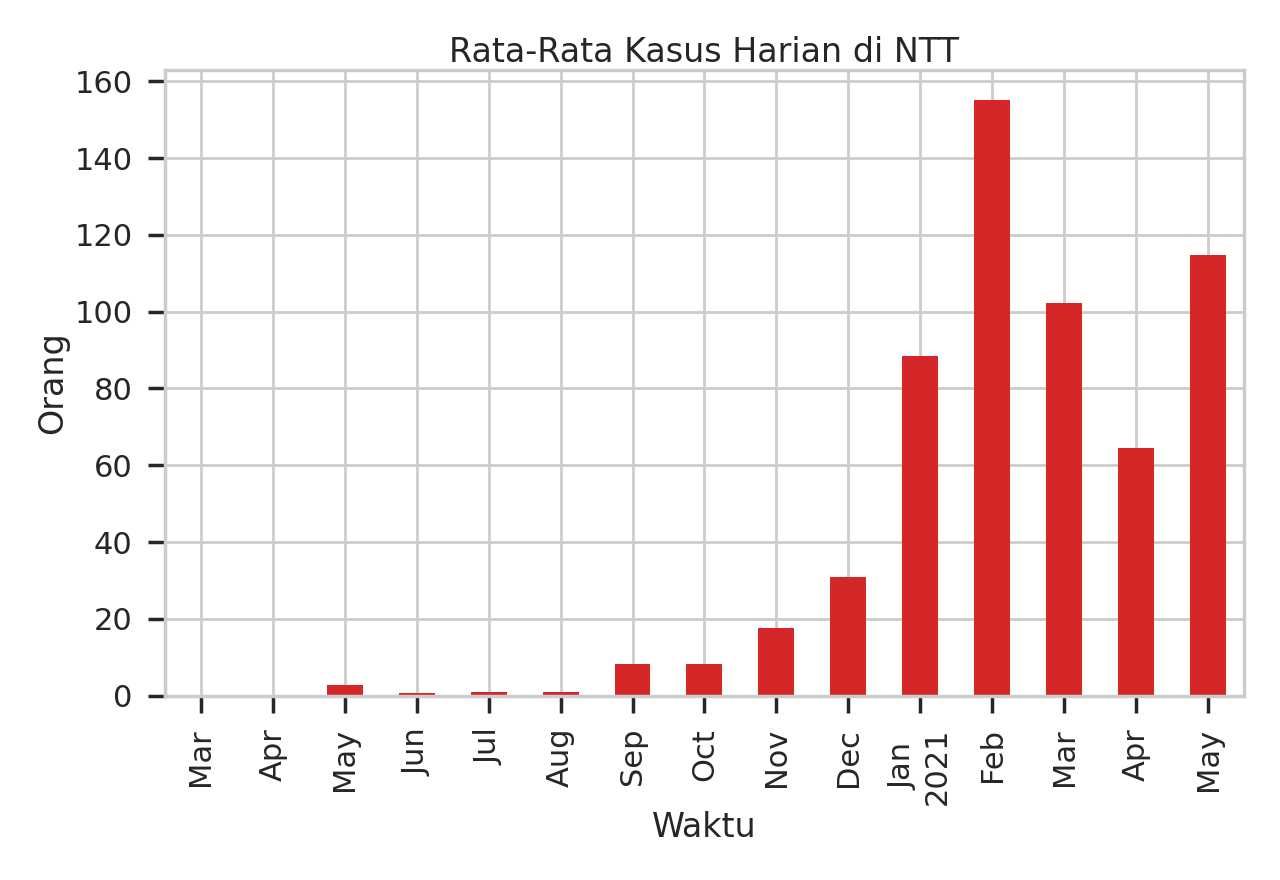 Rata-Rata Kasus Harian di NTT
160
140
120
100
80
60
40
20
0
Orang
Mar
Apr
May
Jun
Jul
Aug
Sep
Oct
Nov
Dec
Jan
2021
Feb
Mar
Apr
May
Waktu